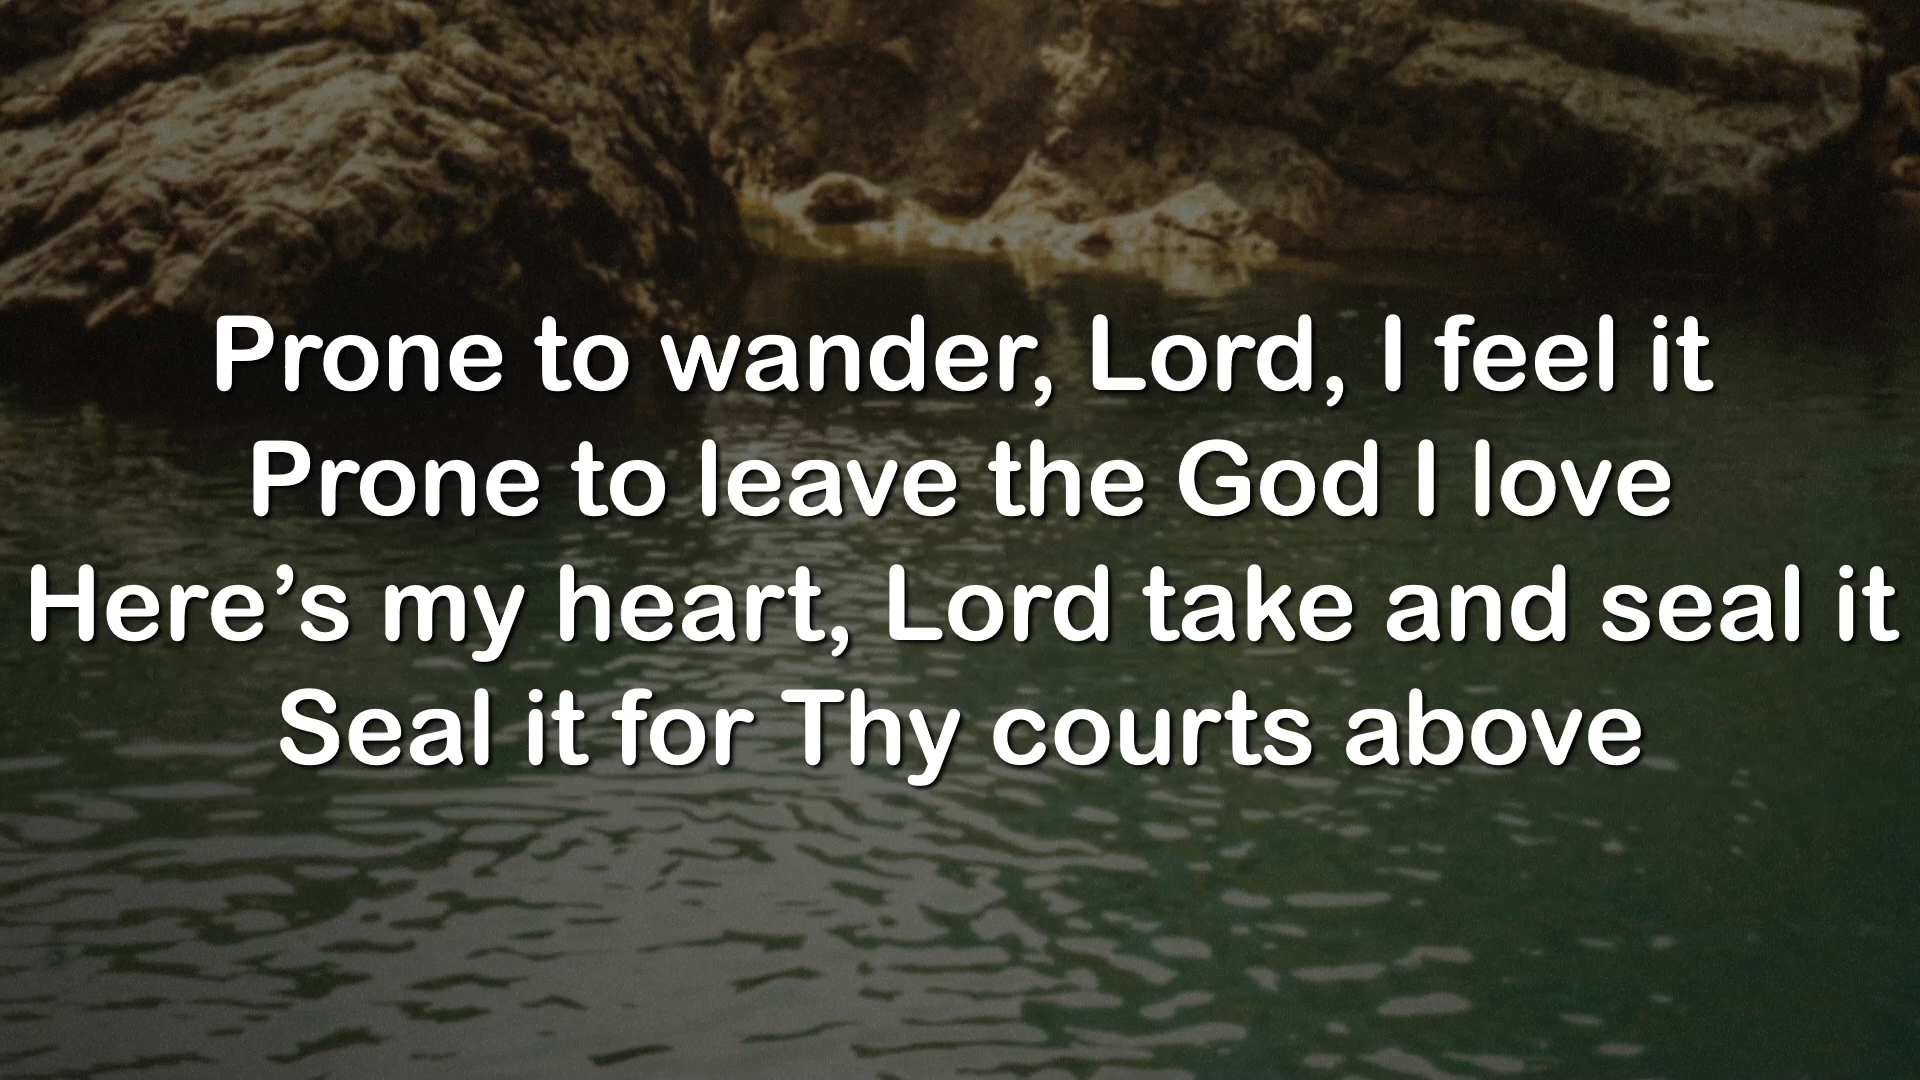 Prone to wander, Lord, I feel it
Prone to leave the God I love
Here’s my heart, Lord take and seal it
Seal it for Thy courts above